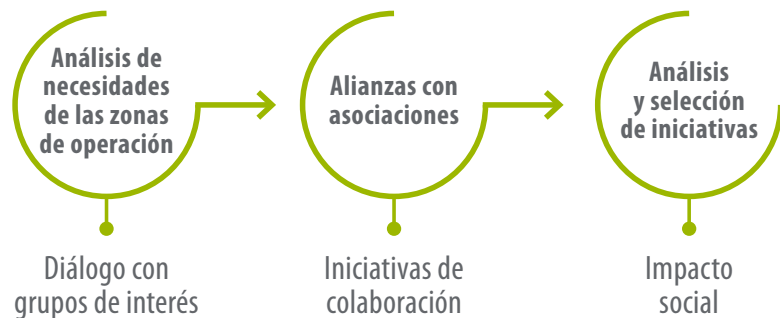 Análisis de
necesidades
de las zonas
de operación
Alianzas con
asociaciones
Análisis
y selección
de iniciativas
Diálogo con
grupos de interés
Iniciativas de
colaboración
Impacto
social